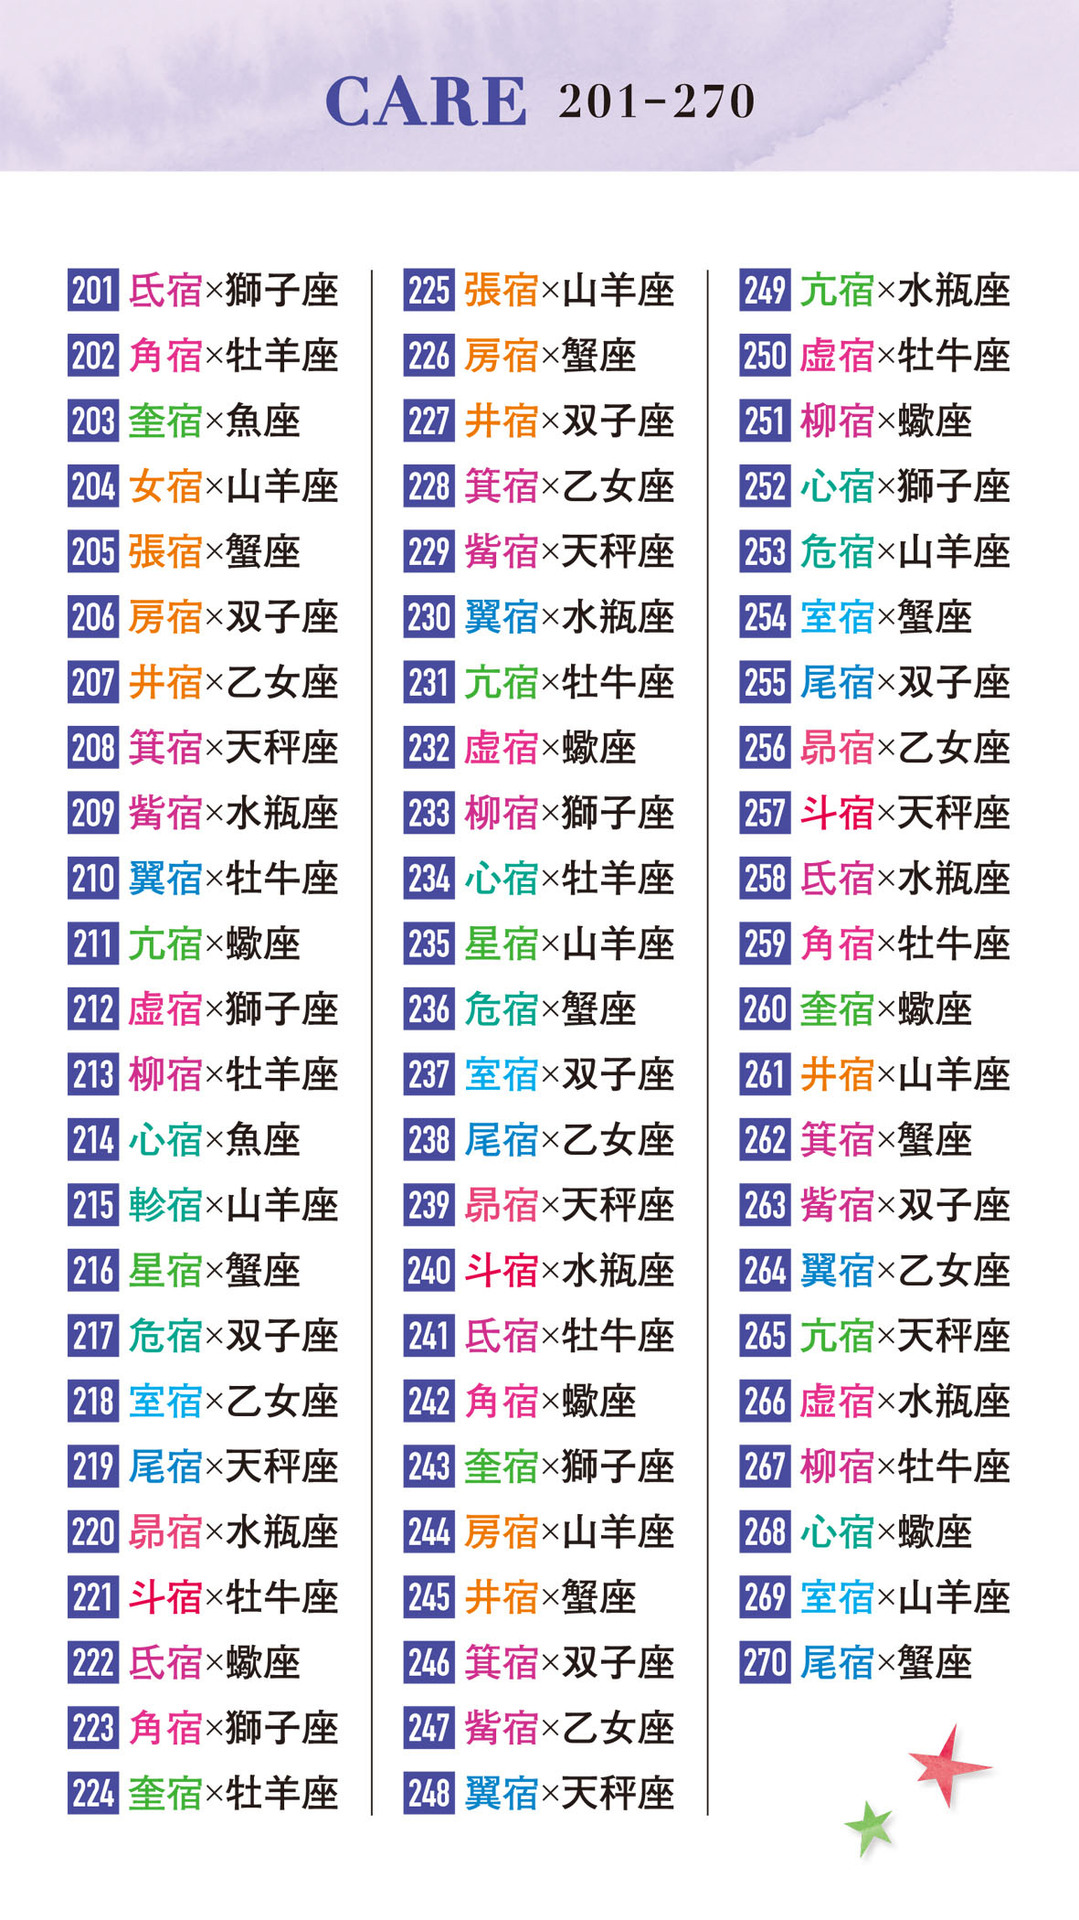 CARE 201-270
201 氐宿×獅子座
202 角宿×牡羊座
203 奎宿×魚座
204 女宿×山羊座
205 張宿×蟹座
206 房宿×双子座
207 井宿×乙女座
208 箕宿×天秤座
209 觜宿×水瓶座
210 翼宿×牡牛座
211 亢宿×蠍座
212 虚宿×獅子座
213 柳宿×牡羊座
214 心宿×魚座
215 軫宿×山羊座
216 星宿×蟹座
217 危宿×双子座
218 室宿×乙女座
219 尾宿×天秤座
220 昴宿×水瓶座
221 斗宿×牡牛座
222 氐宿×蠍座
223 角宿×獅子座
224 奎宿×牡羊座
225 張宿×山羊座
226 房宿×蟹座
227 井宿×双子座
228 箕宿×乙女座
229 觜宿×天秤座
230 翼宿×水瓶座
231 亢宿×牡牛座
232 虚宿×蠍座
233 柳宿×獅子座
234 心宿×牡羊座
235 星宿×山羊座
236 危宿×蟹座
237 室宿×双子座
238 尾宿×乙女座
239 昴宿×天秤座
240 斗宿×水瓶座
241 氐宿×牡牛座
242 角宿×蠍座
243 奎宿×獅子座
244 房宿×山羊座
245 井宿×蟹座
246 箕宿×双子座
247 觜宿×乙女座
248 翼宿×天秤座
249 亢宿×水瓶座
250 虚宿×牡牛座
251 柳宿×蠍座
252 心宿×獅子座
253 危宿×山羊座
254 室宿×蟹座
255 尾宿×双子座
256 昴宿×乙女座
257 斗宿×天秤座
258 氐宿×水瓶座
259 角宿×牡牛座
260 奎宿×蠍座
261 井宿×山羊座
262 箕宿×蟹座
263 觜宿×双子座
264 翼宿×乙女座
265 亢宿×天秤座
266 虚宿×水瓶座
267 柳宿×牡牛座
268 心宿×蠍座
269 室宿×山羊座
270 尾宿×蟹座